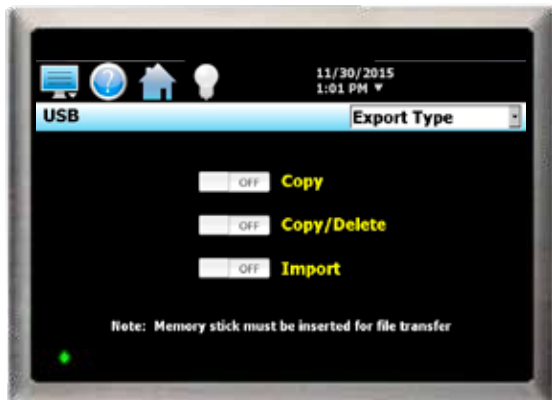 11/30/2015
1:01 PM ▼
USB
Export Type
OFF Copy
OFF Copy/Delete
OFF Import
Note: Memory stick must be inserted for file transfer